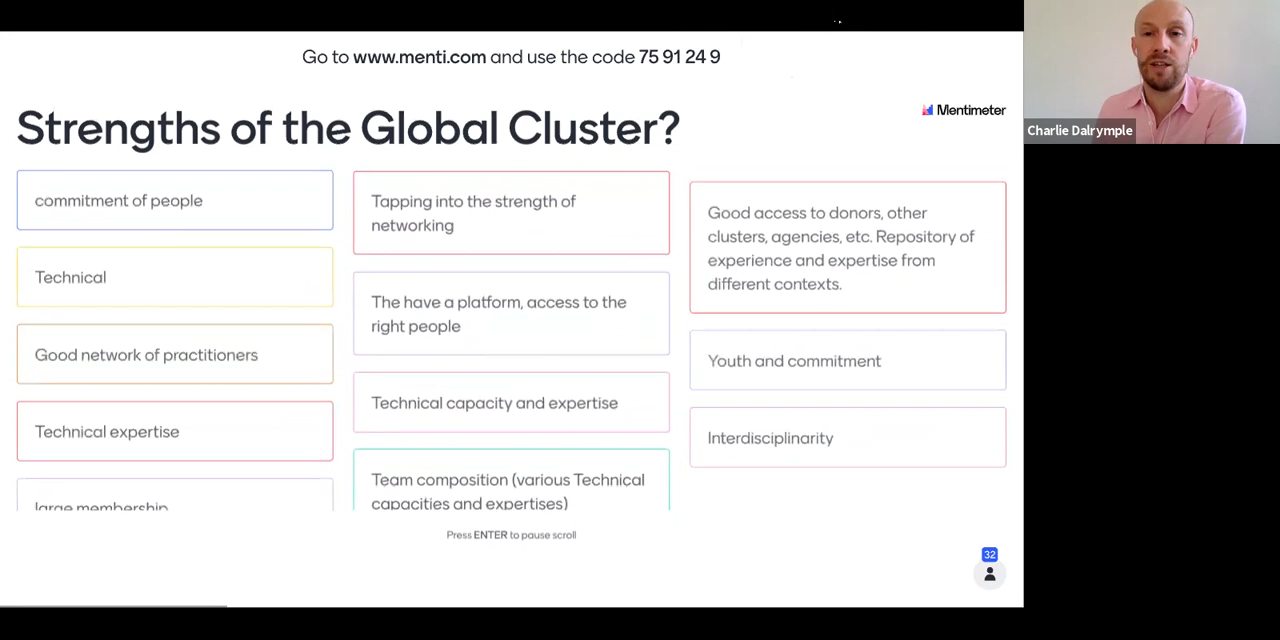 Go to www.menti.com and use the code 75 91 24 9
Mentimeter
Strengths of the Global Cluster?
commitment of people
Technical
Good network of practitioners
Technical expertise
large membership
Tapping into the strength of
networking
The have a platform, access to the
right people
Technical capacity and expertise
Team composition (various Technical
capacities and expertises)
Good access to donors, other
clusters, agencies, etc. Repository of
experience and expertise from
different contexts.
Youth and commitment
Interdisciplinarity
Press ENTER to pause scroll
32
Charlie Dalrymple